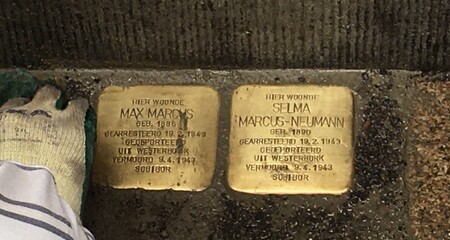 HIER WOONDE
MAX MARCUS
GEB. 1886
GEARRESTEERD 19.2.1943
GEDEPORTEERD
UIT WESTERBORK
VERMOORD 9.4.1943
SOBIBOR
HIER WOONDE
SELMA
MARCUS-NEUMANN
GEB. 1890
GEARRESTEERD 19.2.1943
GEDEPORTEERD
UIT WESTERBORK
VERMOORD 9.4.1943
SOBIBOR